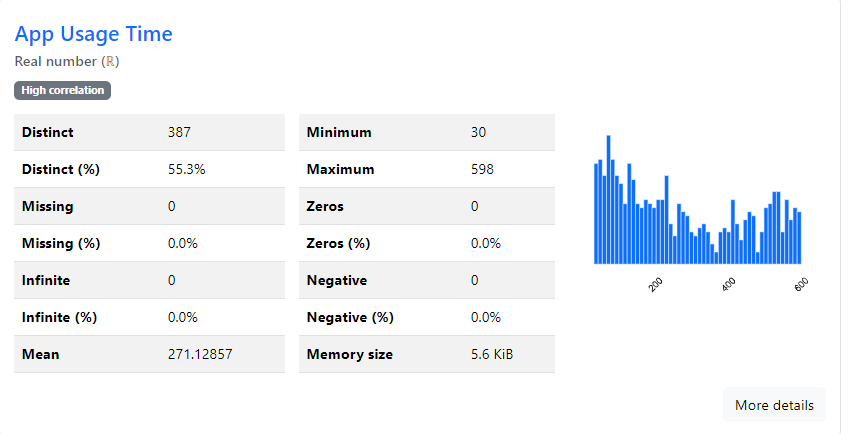 App Usage Time
Real number (ℝ)
High correlation
Distinct 387
Distinct (%) 55.3%
Missing 0
Missing (%) 0.0%
Infinite 0
Infinite (%) 0.0%
Mean 271.12857
Minimum 30
Maximum 598
Zeros 0
Zeros (%) 0.0%
Negative 0
Negative (%) 0.0%
Memory size 5.6 KiB
200 400 600
More details